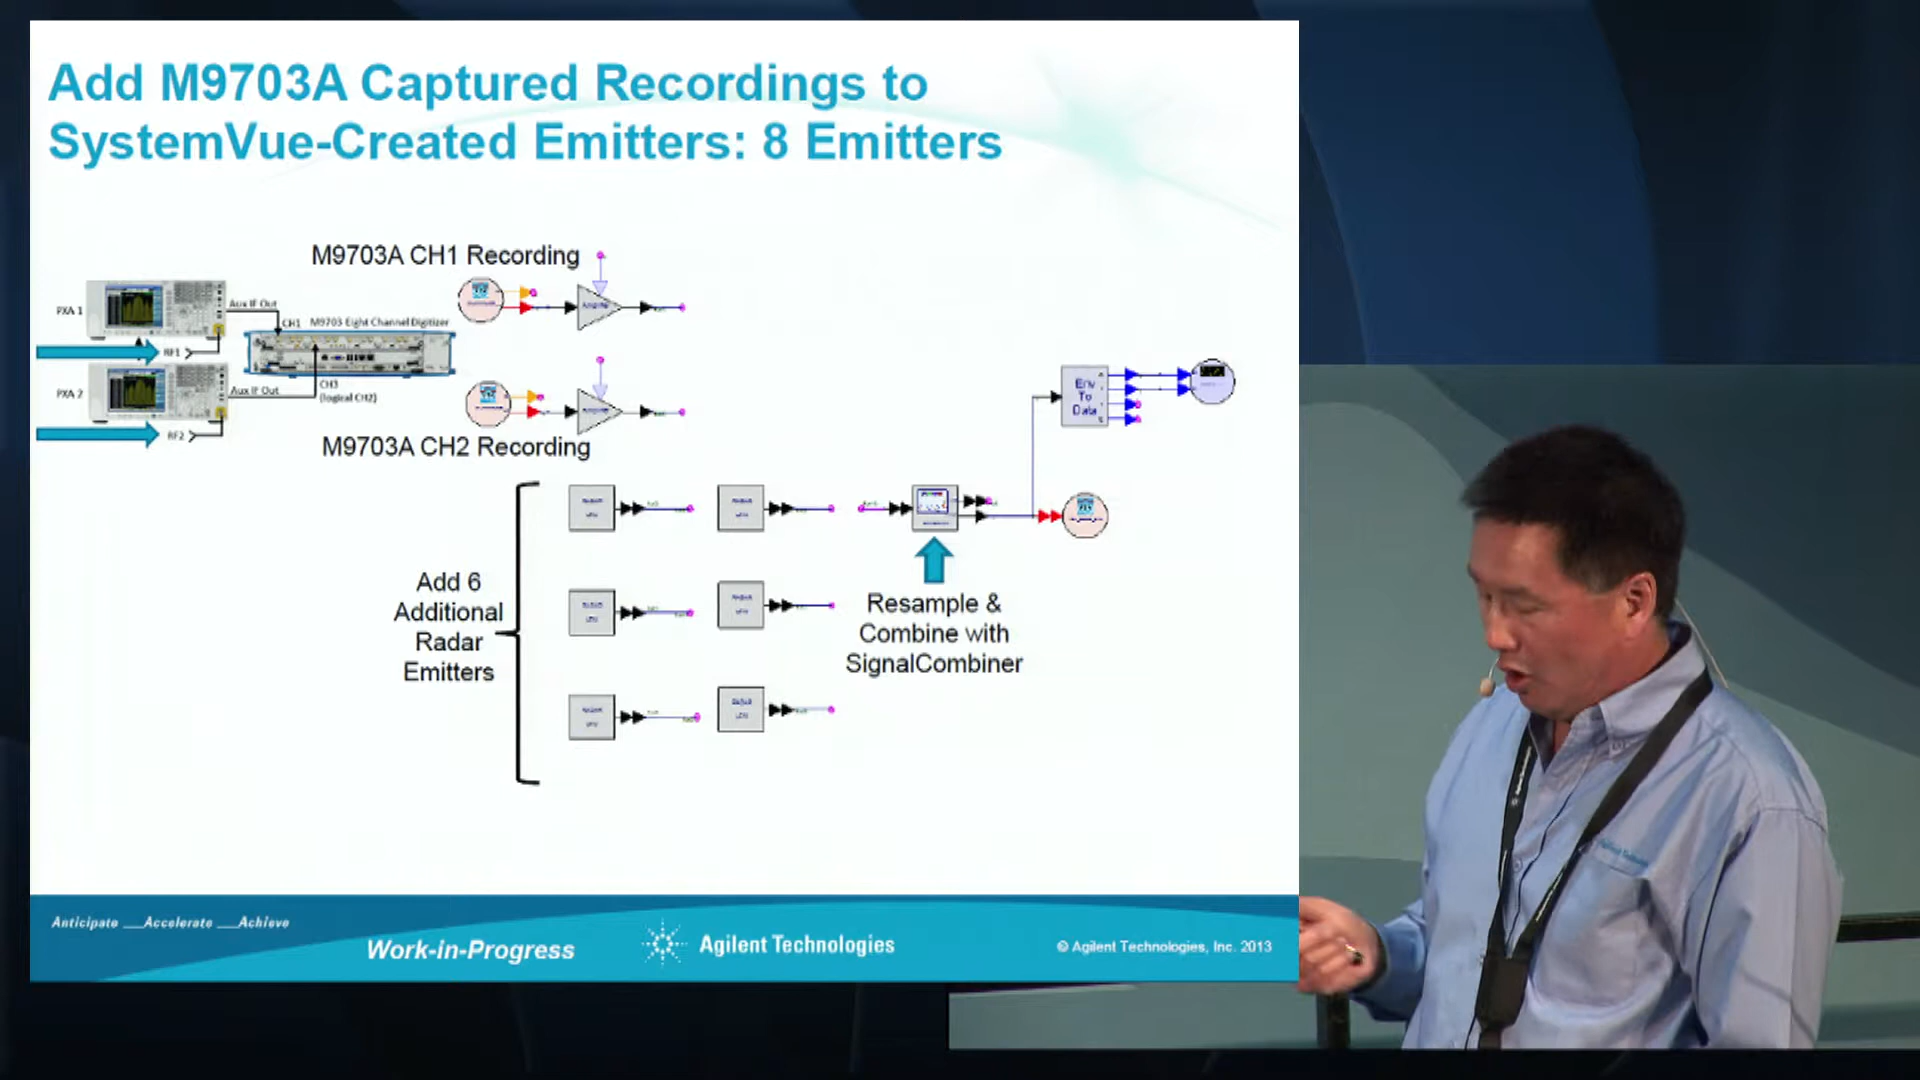 Add M9703A Captured Recordings to
SystemVue-Created Emitters: 8 Emitters
M9703A CH1 Recording
PXA 1
Aux IF Out
CH1
M9703 Eight Channel Digitizer
RF1
PXA 2
Aux IF Out
CH3
(logical CH2)
RF2
M9703A CH2 Recording
Env
To
Data
Add 6
Additional
Radar
Emitters
Resample &
Combine with
SignalCombiner
Anticipate __Accelerate __Achieve
Work-in-Progress
Agilent Technologies
© Agilent Technologies, Inc. 2013